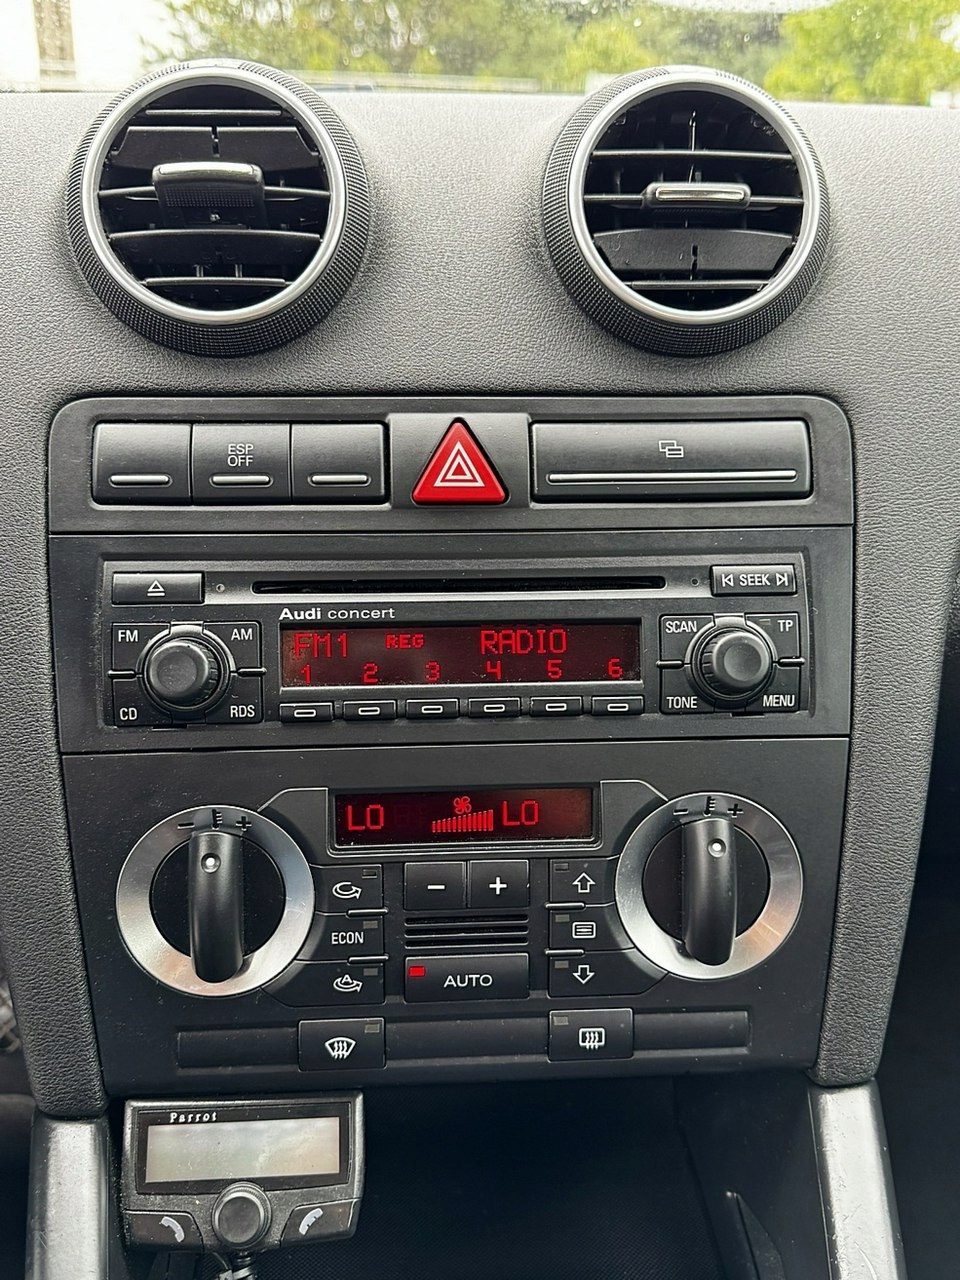 ESP
OFF
SEEK
Audi concert
FM
AM
CD
RDS
FM1 REG RADIO
1 2 3 4 5 6
SCAN
TP
TONE
MENU
LO LO
- +
- +
- +
ECON
A
AUTO
Parrot